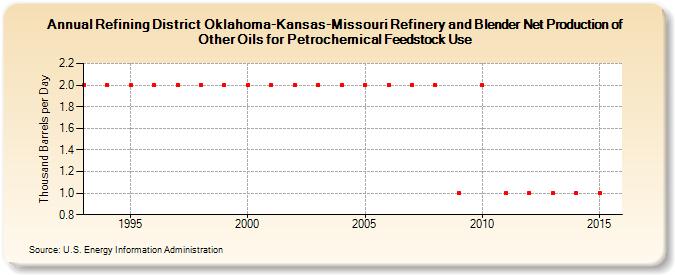 Annual Refining District Oklahoma-Kansas-Missouri Refinery and Blender Net Production of
Other Oils for Petrochemical Feedstock Use
Thousand Barrels per Day
2.2
2.0
1.8
1.6
1.4
1.2
1.0
0.8
1995 2000 2005 2010 2015
Source: U.S. Energy Information Administration